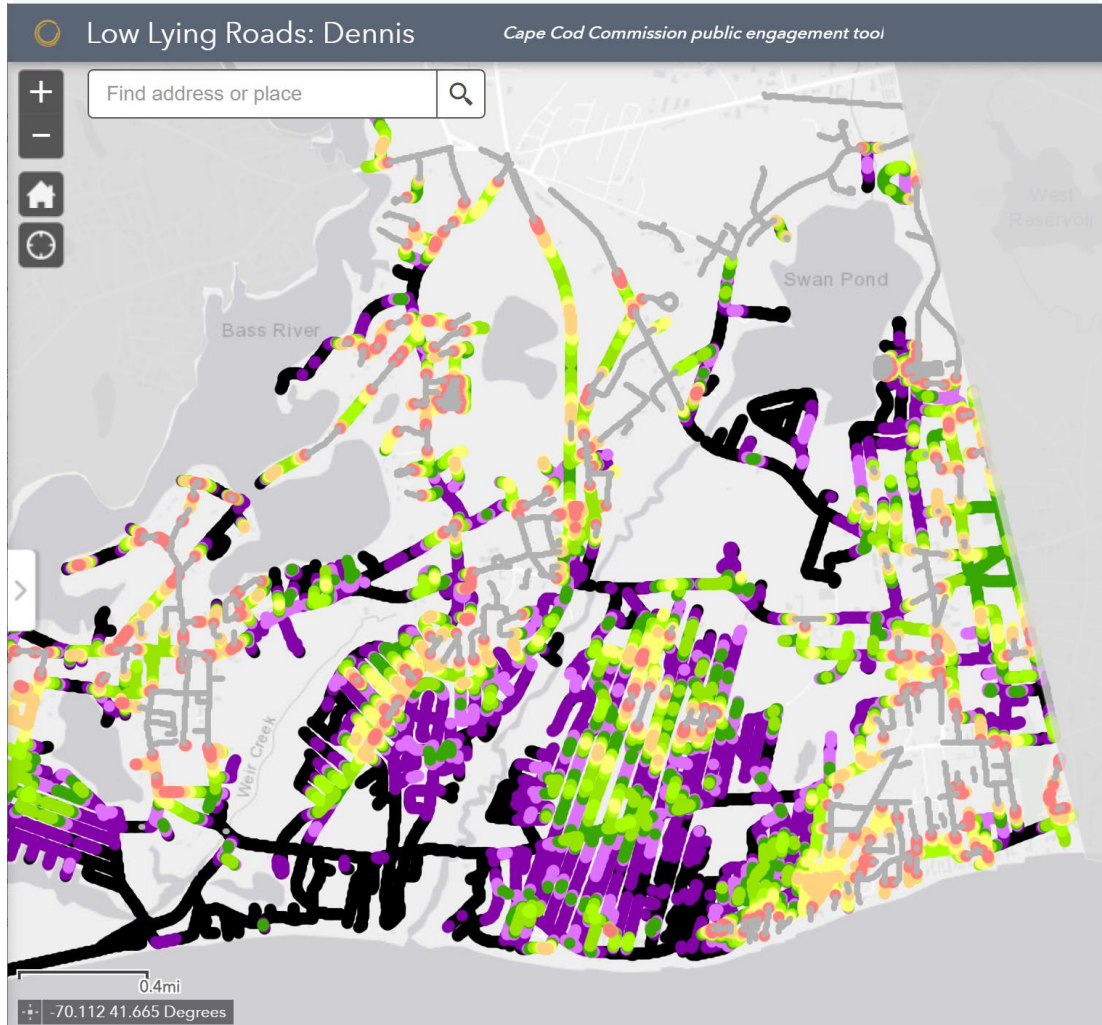 Low Lying Roads: Dennis
Cape Cod Commission public engagement tool
+
Find address or place
−
West
Reservoir
Swan Pond
Bass River
>
Weir Creek
0.4mi
-70.112 41.665 Degrees